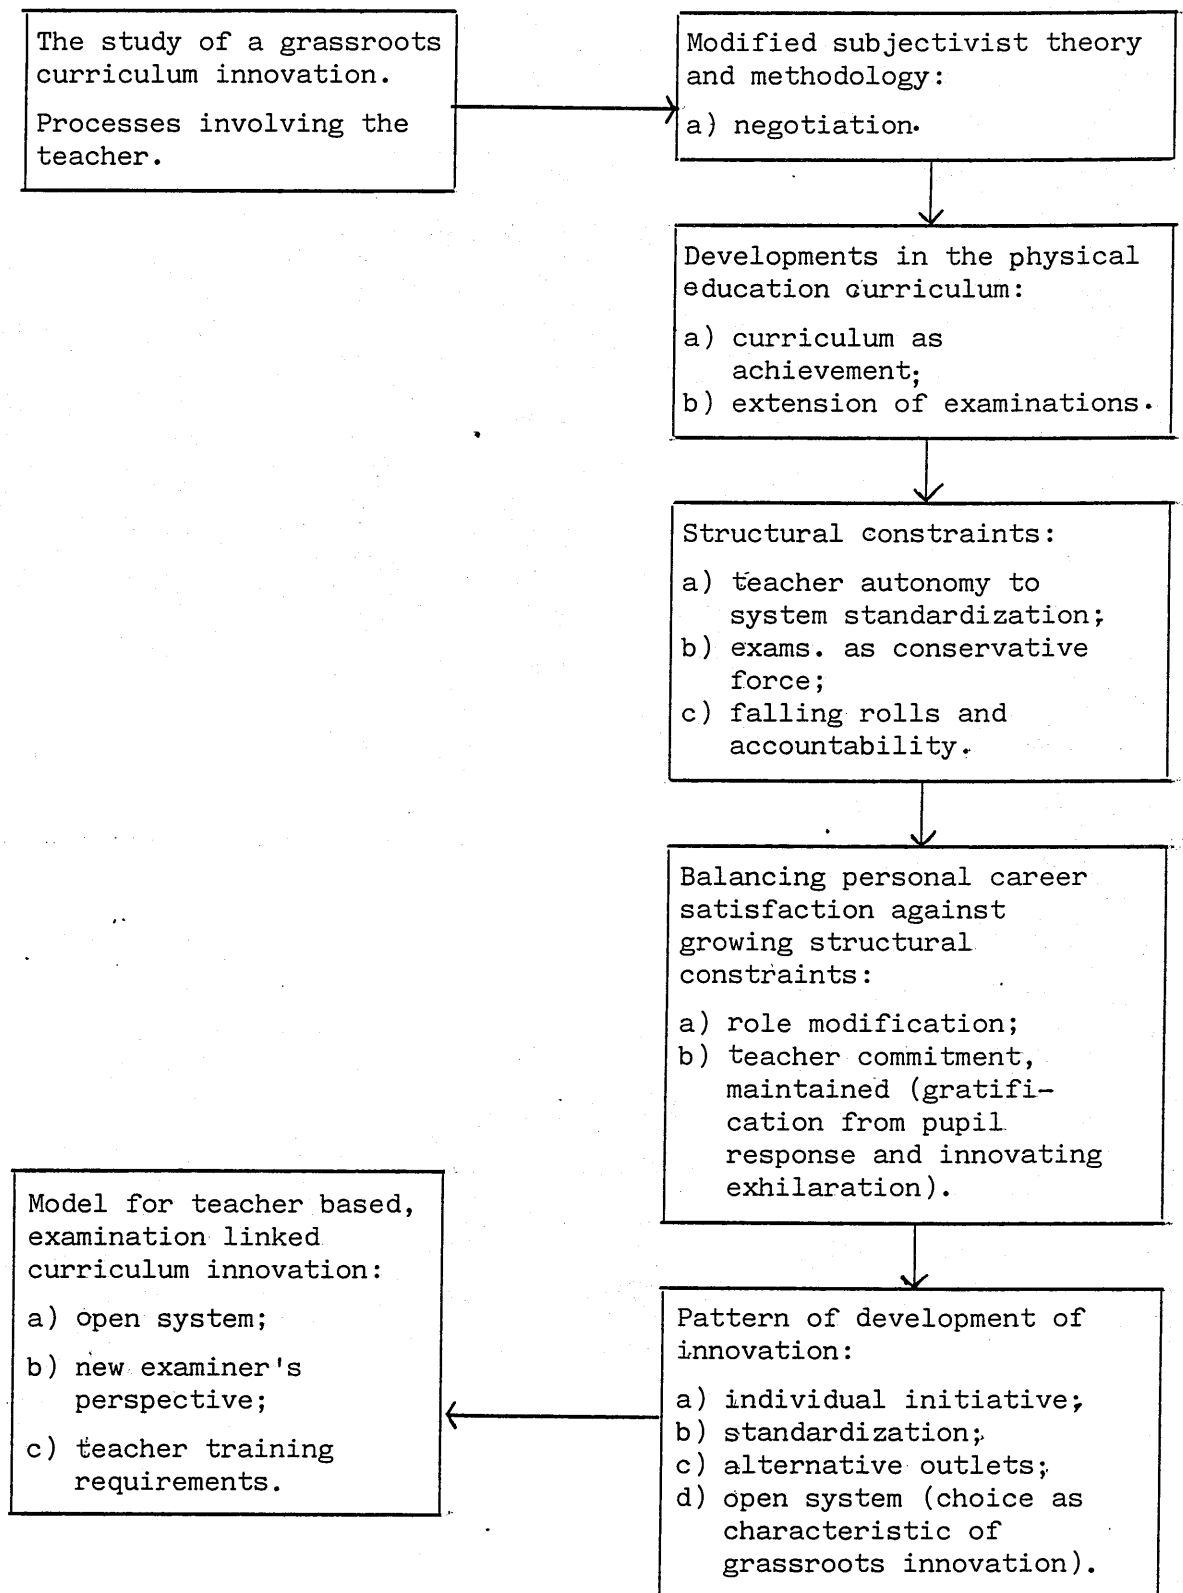 The study of a grassroots
curriculum innovation.
Processes involving the
teacher.
Modified subjectivist theory
and methodology:
a) negotiation.
Developments in the physical
education curriculum:
a) curriculum as
achievement;
b) extension of examinations.
Structural constraints:
a) teacher autonomy to
system standardization;
b) exams. as conservative
force;
c) falling rolls and
accountability.
Balancing personal career
satisfaction against
growing structural
constraints:
a) role modification;
b) teacher commitment,
maintained (gratifi-
cation from pupil
response and innovating
exhilaration).
Pattern of development of
innovation:
a) individual initiative;
b) standardization;
c) alternative outlets;
d) open system (choice as
characteristic of
grassroots innovation).
Model for teacher based,
examination linked
curriculum innovation:
a) open system;
b) new examiner's
perspective;
c) teacher training
requirements.